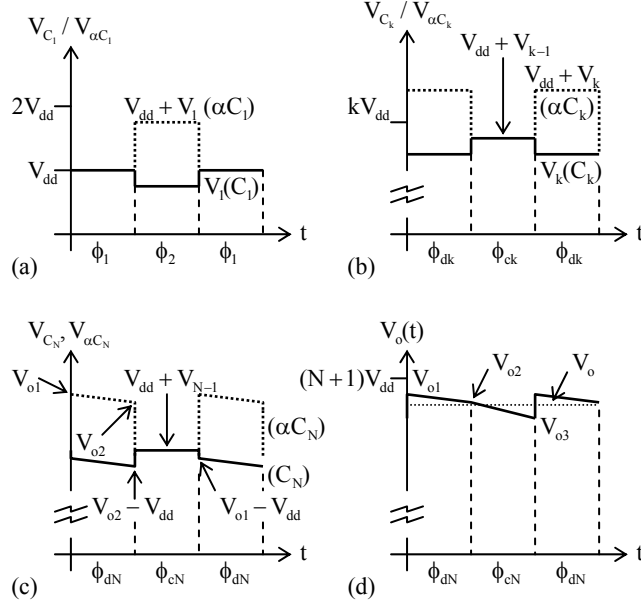 V_{C_1} / V_{αC_1}
2V_{dd}
V_{dd} + V_1 (αC_1)
V_{dd}
V_1(C_1)
t
ϕ_1 ϕ_2 ϕ_1
(a)
V_{C_k} / V_{αC_k}
V_{dd} + V_{k−1}
V_{dd} + V_k
kV_{dd}
(αC_k)
V_k(C_k)
t
ϕ_{dk} ϕ_{ck} ϕ_{dk}
(b)
V_{C_N}, V_{αC_N}
V_{o1}
V_{dd} + V_{N−1}
V_{o2}
(αC_N)
(C_N)
V_{o2} − V_{dd}
V_{o1} − V_{dd}
t
ϕ_{dN} ϕ_{cN} ϕ_{dN}
(c)
V_o(t)
(N+1)V_{dd}
V_{o1}
V_{o2}
V_o
V_{o3}
t
ϕ_{dN} ϕ_{cN} ϕ_{dN}
(d)